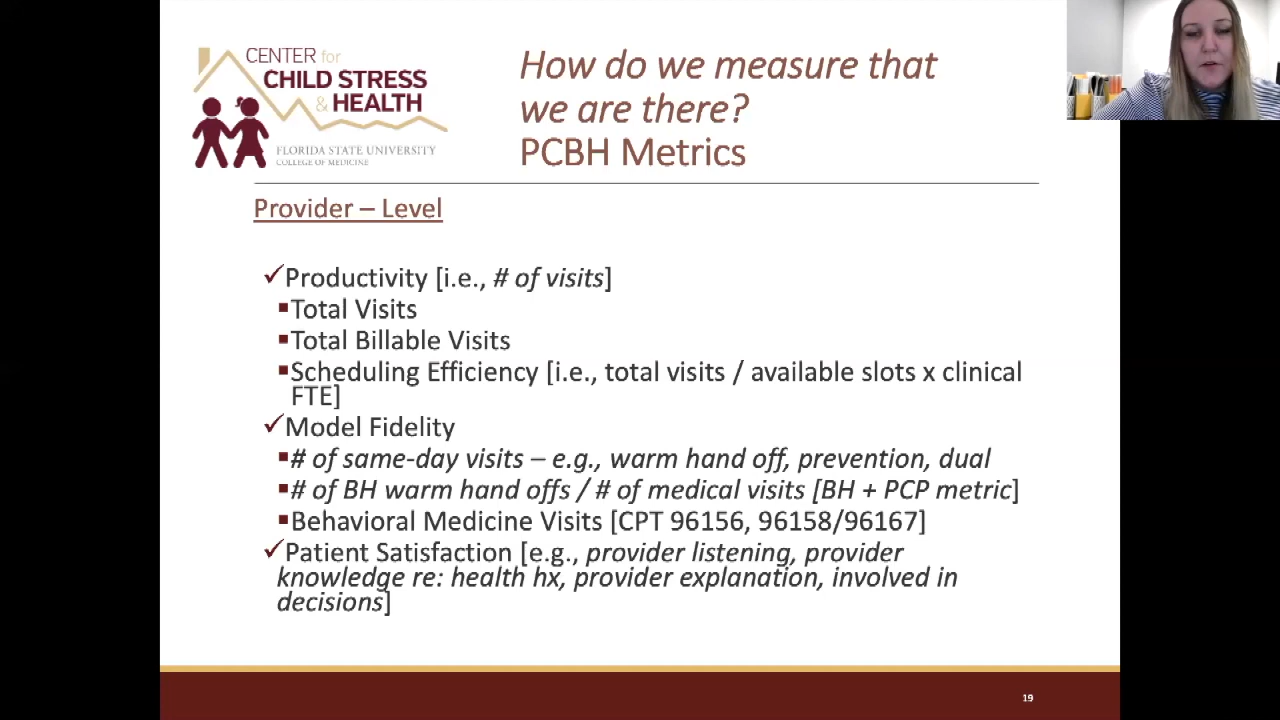 CENTER for
CHILD STRESS
& HEALTH
FLORIDA STATE UNIVERSITY
COLLEGE OF MEDICINE
How do we measure that
we are there?
PCBH Metrics
Provider – Level
✓Productivity [i.e., # of visits]
▪Total Visits
▪Total Billable Visits
▪Scheduling Efficiency [i.e., total visits / available slots x clinical
FTE]
✓Model Fidelity
▪# of same-day visits – e.g., warm hand off, prevention, dual
▪# of BH warm hand offs / # of medical visits [BH + PCP metric]
▪Behavioral Medicine Visits [CPT 96156, 96158/96167]
✓Patient Satisfaction [e.g., provider listening, provider
knowledge re: health hx, provider explanation, involved in
decisions]
19